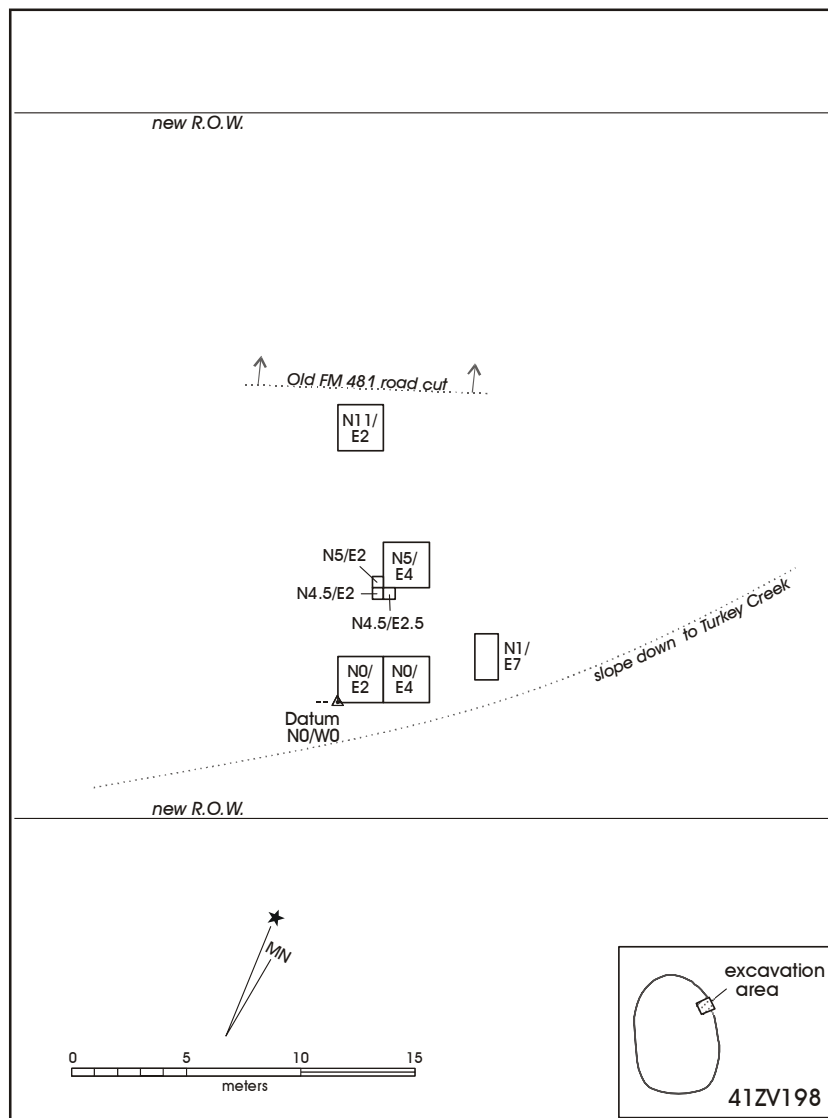 new R.O.W.
Old FM 481 road cut
N11/
E2
N5/E2
N5/
E4
N4.5/E2
N4.5/E2.5
slope down to Turkey Creek
N1/
E7
N0/
E2
N0/
E4
Datum
N0/W0
new R.O.W.
MN
0 5 10 15
meters
excavation
area
41ZV198